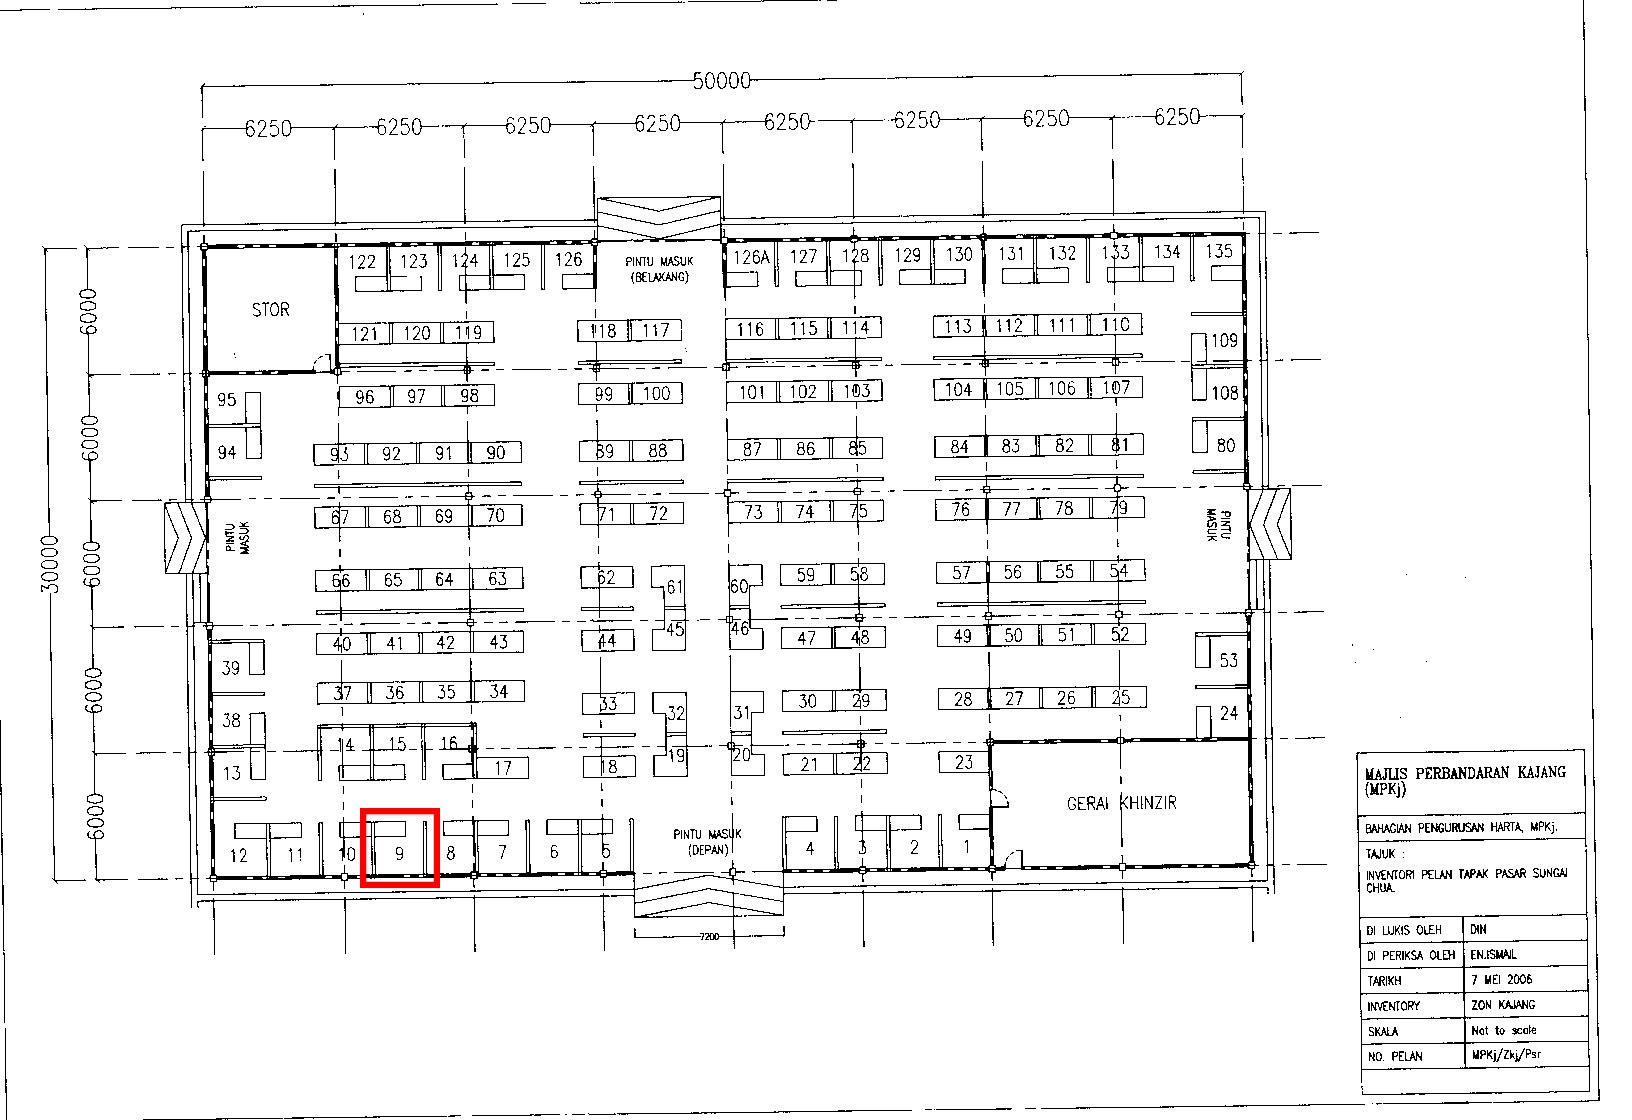 50000
6250 6250 6250 6250 6250 6250 6250 6250
122 123 124 125 126 PINTU MASUK 126A 127 128 129 130 131 132 133 134 135
(BELAKANG)
6000 STOR
121 120 119 118 117 116 115 114 113 112 111 110 109
95 96 97 98 99 100 101 102 103 104 105 106 107 108
6000 94 93 92 91 90 89 88 87 86 85 84 83 82 81 80
67 68 69 70 71 72 73 74 75 76 77 78 79
PINTU
MASUK
PINTU
MASUK
30000
6000
66 65 64 63 62 61 60 59 58 57 56 55 54
39 40 41 42 43 44 45 46 47 48 49 50 51 52 53
6000 38 37 36 35 34 33 32 31 30 29 28 27 26 25 24
13 14 15 16 17 18 19 20 21 22 23
6000 GERAI KHINZIR
12 11 10 9 8 7 6 5 PINTU MASUK 4 3 2 1
(DEPAN)
7200
MAJLIS PERBANDARAN KAJANG
(MPKj)
BAHAGIAN PENGURUSAN HARTA, MPKj.
TAJUK :
INVENTORI PELAN TAPAK PASAR SUNGAI
CHUA.
DI LUKIS OLEH DIN
DI PERIKSA OLEH EN.ISMAIL
TARIKH 7 MEI 2006
INVENTORY ZON KAJANG
SKALA Not to scale
NO. PELAN MPKj/Zkj/Psr